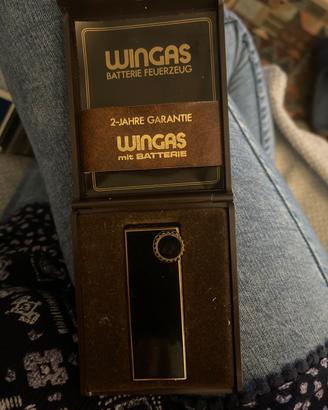 WINGAS
BATTERIE FEUERZEUG
2-JAHRE GARANTIE
WINGAS
mit BATTERIE